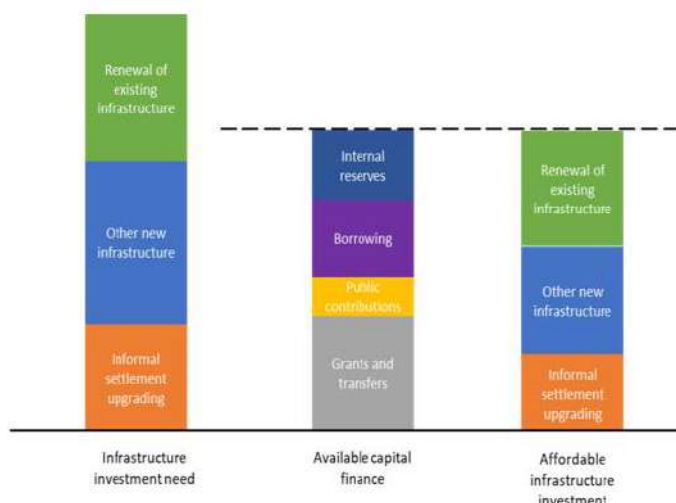 Renewal of
existing
infrastructure
Other new
infrastructure
Informal
settlement
upgrading
Internal
reserves
Borrowing
Public
contributions
Grants and
transfers
Renewal of
existing
infrastructure
Other new
infrastructure
Informal
settlement
upgrading
Infrastructure
investment need
Available capital
finance
Affordable
infrastructure
investment